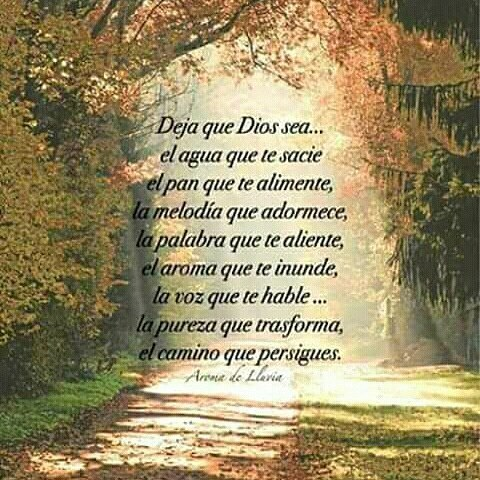 Deja que Dios sea...
el agua que te sacie
el pan que te alimente,
la melodía que adormece,
la palabra que te aliente,
el aroma que te inunde,
la voz que te hable ...
la pureza que trasforma,
el camino que persigues.
Aroma de Lluvia